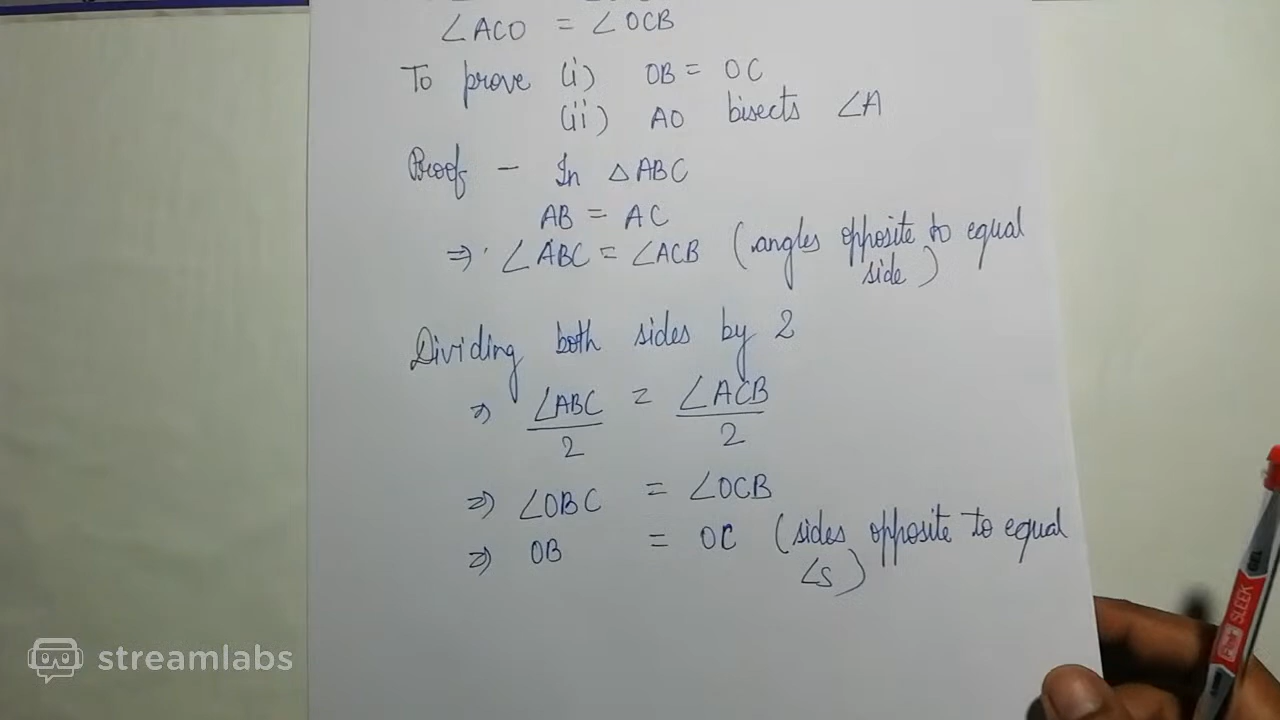 ∠ACO = ∠OCB
To prove (i) OB = OC
(ii) AO bisects ∠A
Proof - In △ABC
AB = AC
⇒ ∠ABC = ∠ACB (angles opposite to equal
side)
Dividing both sides by 2
⇒ ∠ABC/2 = ∠ACB/2
⇒ ∠OBC = ∠OCB
⇒ OB = OC (sides opposite to equal
∠s)
SLEEK
GEL
streamlabs